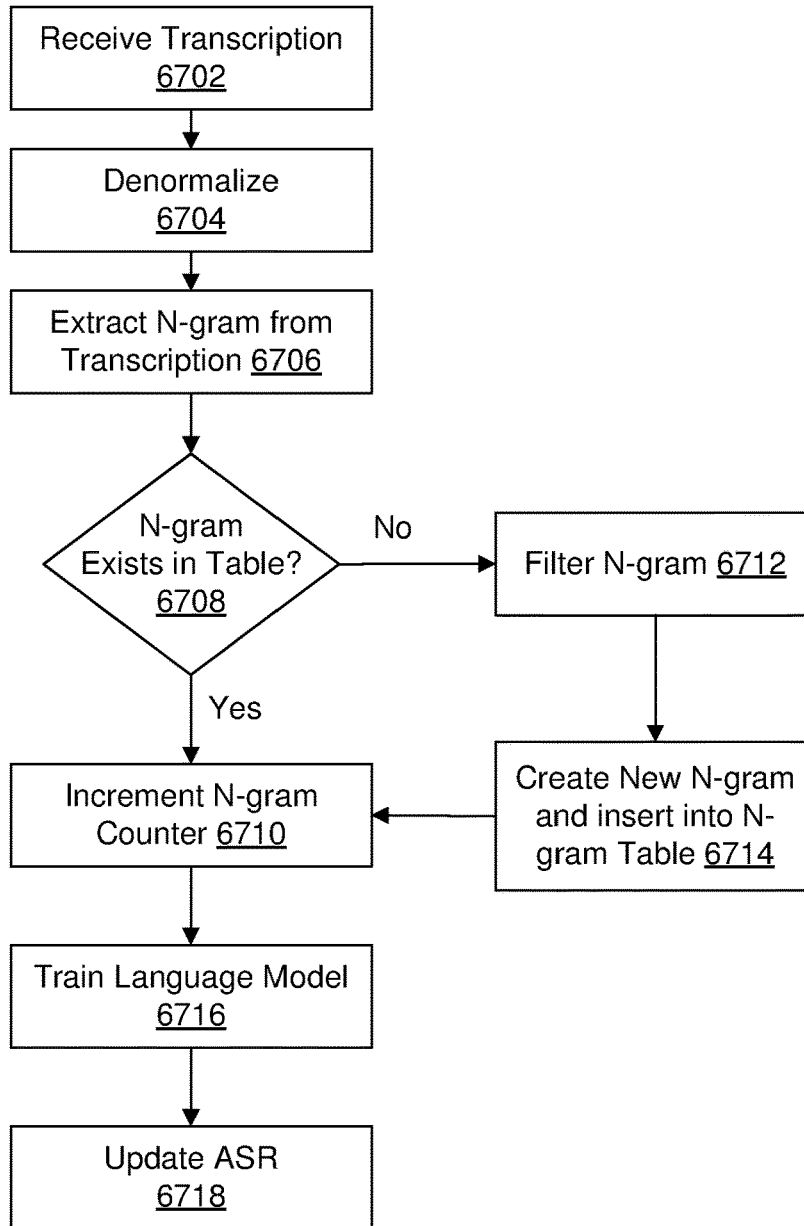 Receive Transcription
6702
Denormalize
6704
Extract N-gram from
Transcription 6706
N-gram
Exists in Table?
6708
No
Filter N-gram 6712
Yes
Increment N-gram
Counter 6710
Create New N-gram
and insert into N-
gram Table 6714
Train Language Model
6716
Update ASR
6718